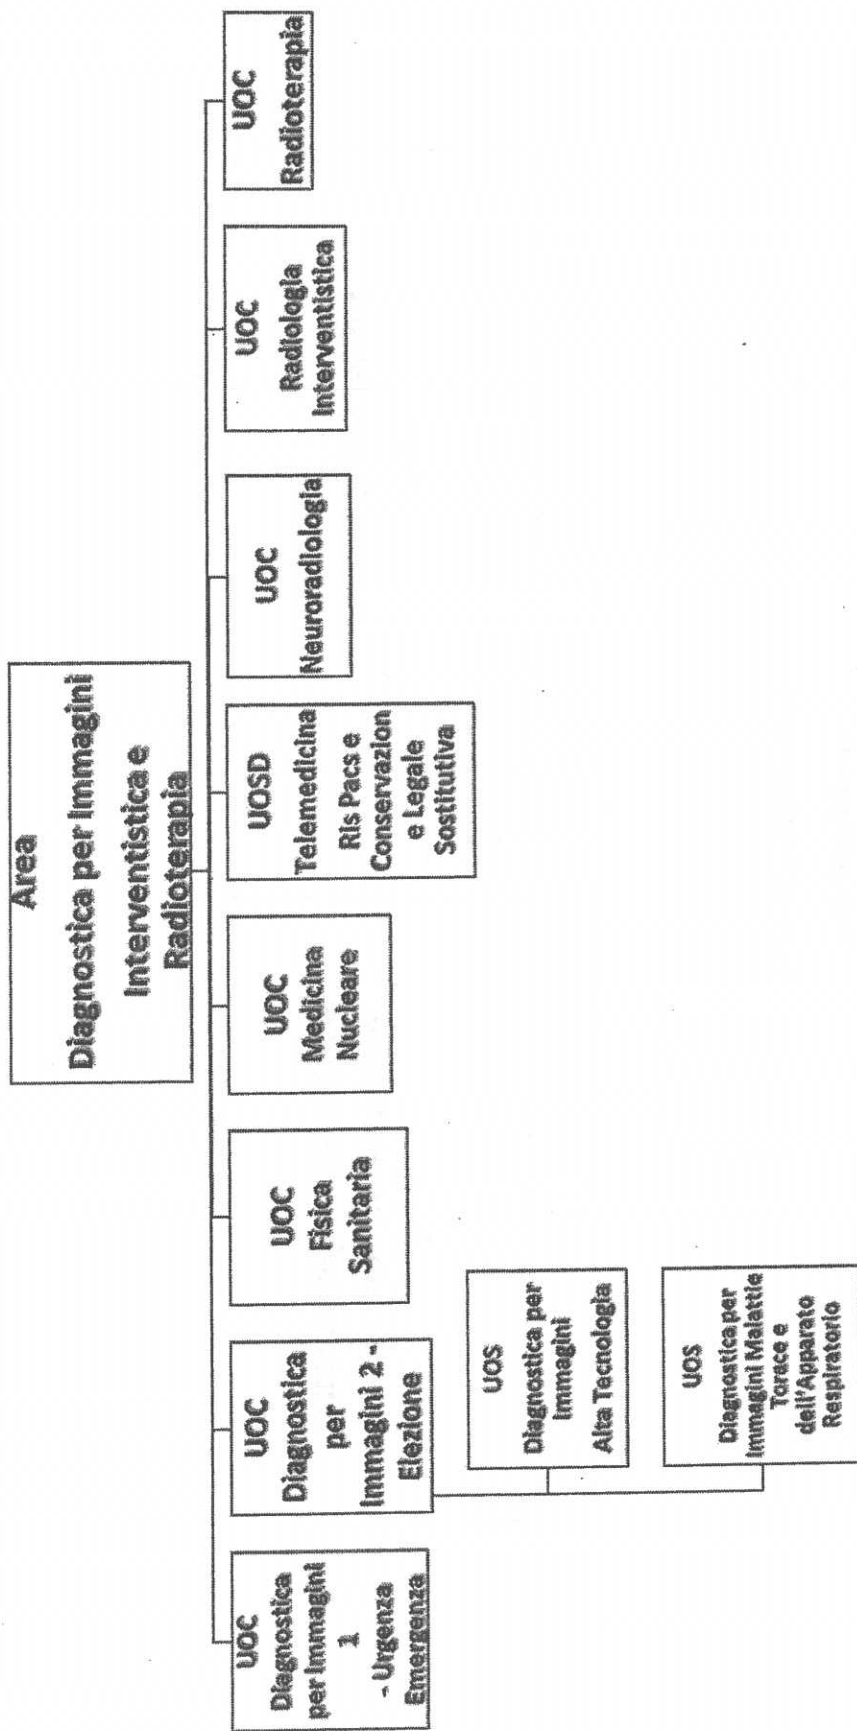 Area
Diagnostica per Immagini
Interventistica e
Radioterapia
UOC
Diagnostica
per Immagini
1
- Urgenza
Emergenza
UOC
Diagnostica
per
Immagini 2 -
Elezione
UOS
Diagnostica per
Immagini
Alta Tecnologia
UOS
Diagnostica per
Immagini Malattie
Torace e
dell'Apparato
Respiratorio
UOC
Fisica
Sanitaria
UOC
Medicina
Nucleare
UOSD
Telemedicina
Ris Pacs e
Conservazion
e Legale
Sostitutiva
UOC
Neuroradiologia
UOC
Radiologia
Interventistica
UOC
Radioterapia